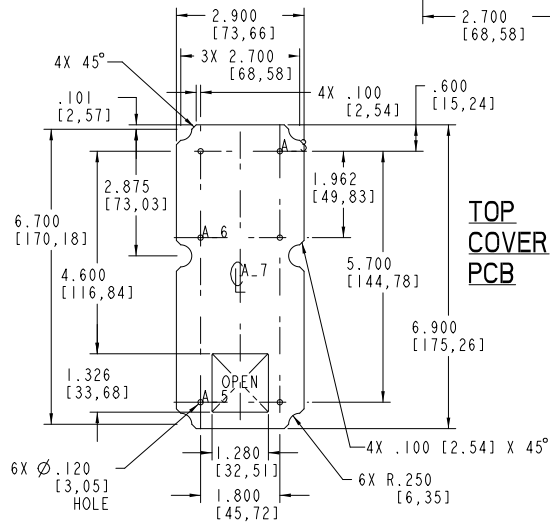 2.900
[73,66]
2.700
[68,58]
3X 2.700
[68,58]
4X 45°
4X .100
[2,54]
.600
[15,24]
.101
[2,57]
A_3
2.875
[73,03]
1.962
[49,83]
6.700
[170,18]
TOP
COVER
PCB
A_6
4.600
[116,84]
A_7
5.700
[144,78]
6.900
[175,26]
1.326
[33,68]
OPEN
A_5
4X .100 [2.54] X 45°
6X Ø.120
[3,05]
HOLE
1.280
[32,51]
6X R.250
[6,35]
1.800
[45,72]